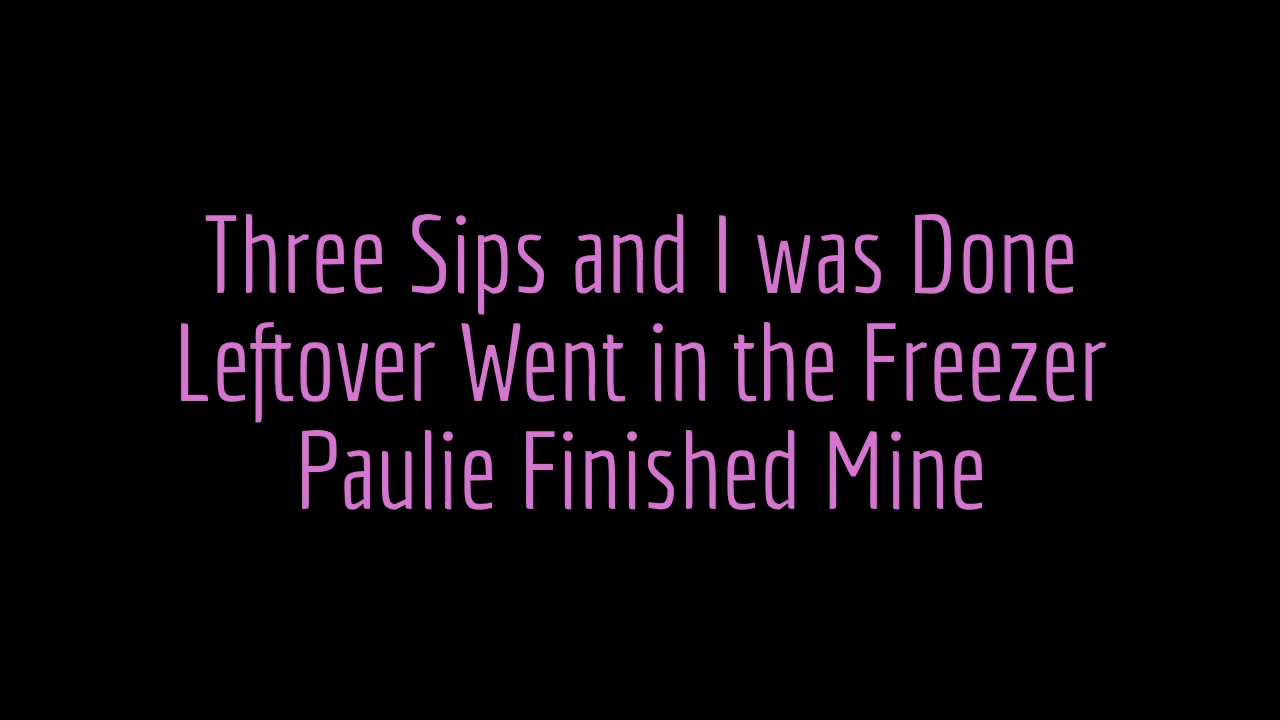 Three Sips and I was Done
Leftover Went in the Freezer
Paulie Finished Mine